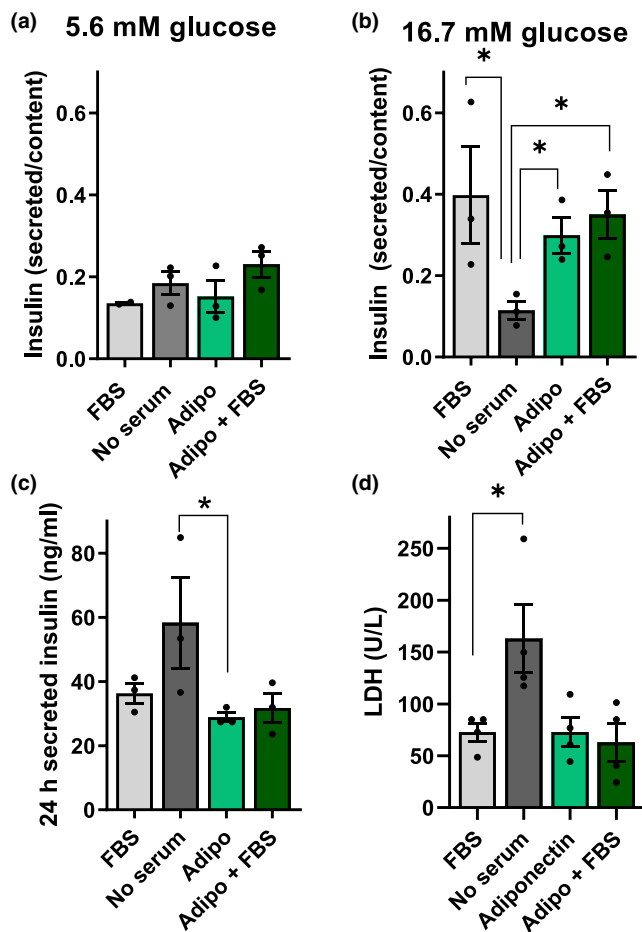 (a) 5.6 mM glucose
Insulin (secreted/content)
0.6
0.4
0.2
0.0
FBS
No serum
Adipo
Adipo + FBS
(b) 16.7 mM glucose
Insulin (secreted/content)
0.6
0.4
0.2
0.0
*
*
*
FBS
No serum
Adipo
Adipo + FBS
(c)
24 h secreted insulin (ng/ml)
80
60
40
20
0
*
FBS
No serum
Adipo
Adipo + FBS
(d)
LDH (U/L)
250
200
150
100
50
0
*
FBS
No serum
Adiponectin
Adipo + FBS